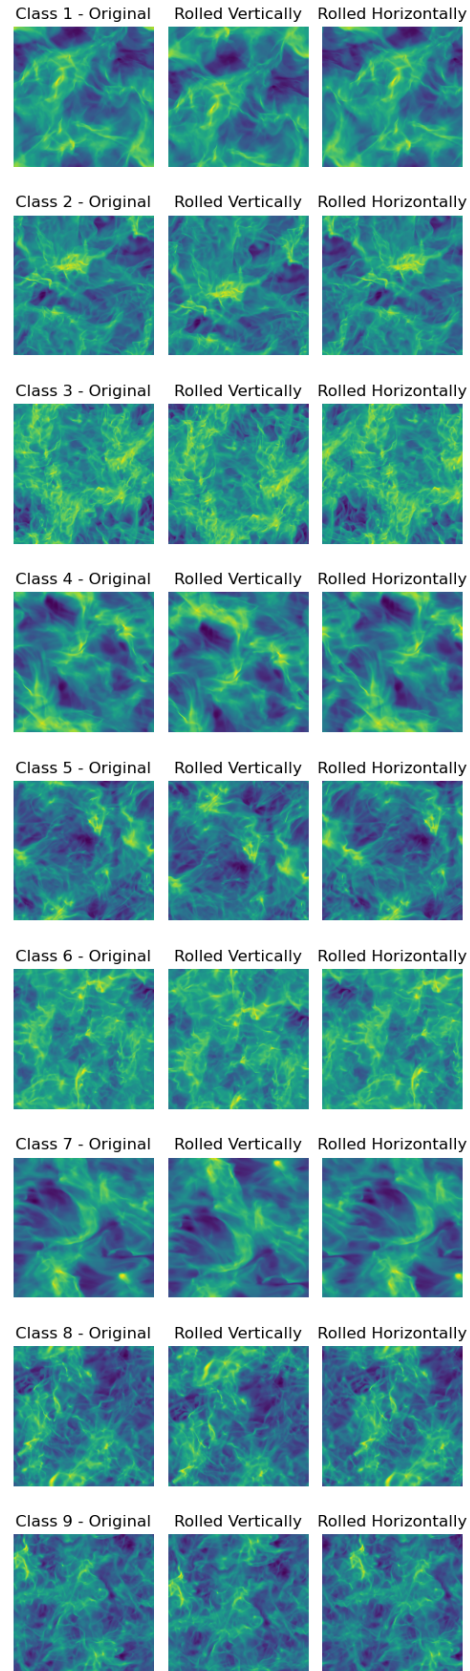 Class 1 - Original Rolled Vertically Rolled Horizontally
Class 2 - Original Rolled Vertically Rolled Horizontally
Class 3 - Original Rolled Vertically Rolled Horizontally
Class 4 - Original Rolled Vertically Rolled Horizontally
Class 5 - Original Rolled Vertically Rolled Horizontally
Class 6 - Original Rolled Vertically Rolled Horizontally
Class 7 - Original Rolled Vertically Rolled Horizontally
Class 8 - Original Rolled Vertically Rolled Horizontally
Class 9 - Original Rolled Vertically Rolled Horizontally